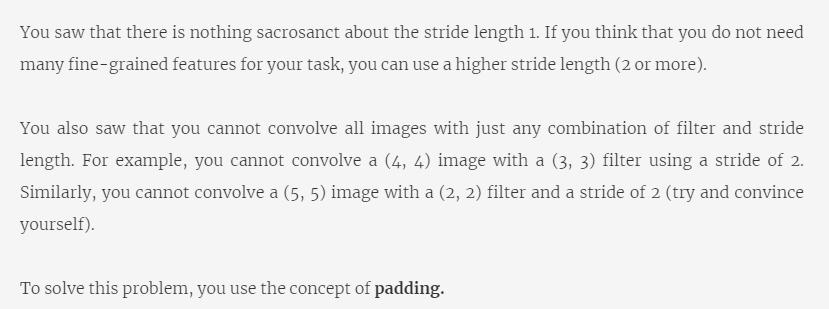 You saw that there is nothing sacrosanct about the stride length 1. If you think that you do not need
many fine-grained features for your task, you can use a higher stride length (2 or more).
You also saw that you cannot convolve all images with just any combination of filter and stride
length. For example, you cannot convolve a (4, 4) image with a (3, 3) filter using a stride of 2.
Similarly, you cannot convolve a (5, 5) image with a (2, 2) filter and a stride of 2 (try and convince
yourself).
To solve this problem, you use the concept of padding.